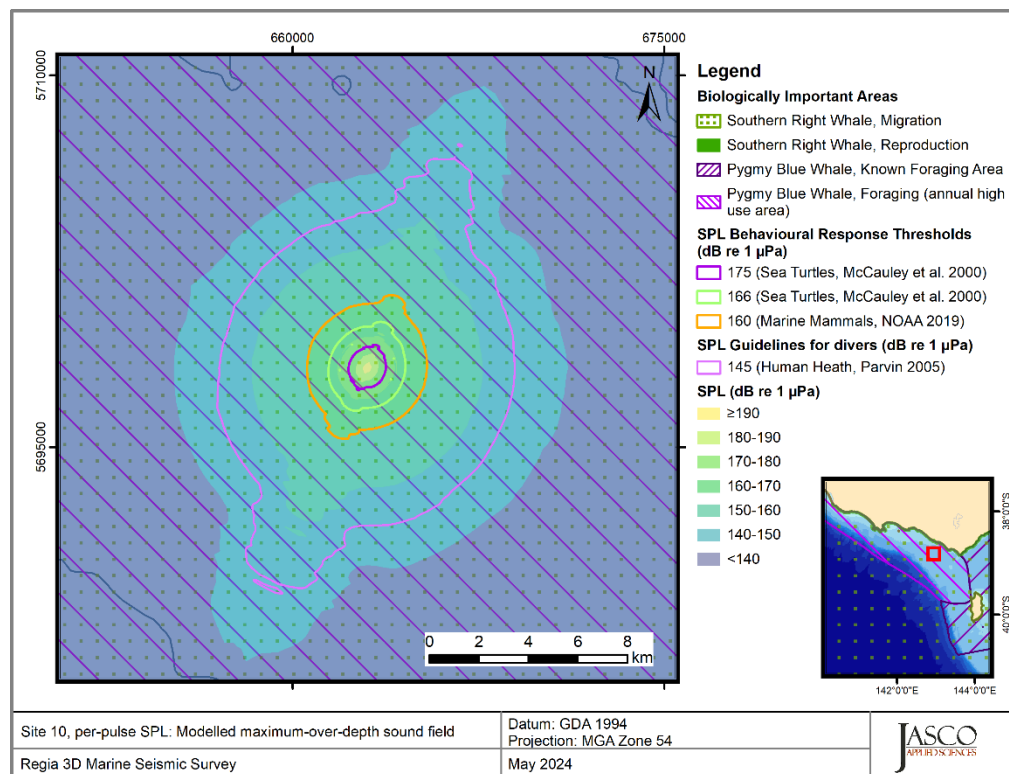 660000
675000
5710000
5695000
N
0 2 4 6 8
km
Legend
Biologically Important Areas
Southern Right Whale, Migration
Southern Right Whale, Reproduction
Pygmy Blue Whale, Known Foraging Area
Pygmy Blue Whale, Foraging (annual high
use area)
SPL Behavioural Response Thresholds
(dB re 1 µPa)
175 (Sea Turtles, McCauley et al. 2000)
166 (Sea Turtles, McCauley et al. 2000)
160 (Marine Mammals, NOAA 2019)
SPL Guidelines for divers (dB re 1 µPa)
145 (Human Heath, Parvin 2005)
SPL (dB re 1 µPa)
≥190
180-190
170-180
160-170
150-160
140-150
<140
38°0'0"S
40°0'0"S
142°0'0"E
144°0'0"E
Site 10, per-pulse SPL: Modelled maximum-over-depth sound field
Datum: GDA 1994
Projection: MGA Zone 54
Regia 3D Marine Seismic Survey
May 2024
JASCO
APPLIED SCIENCES